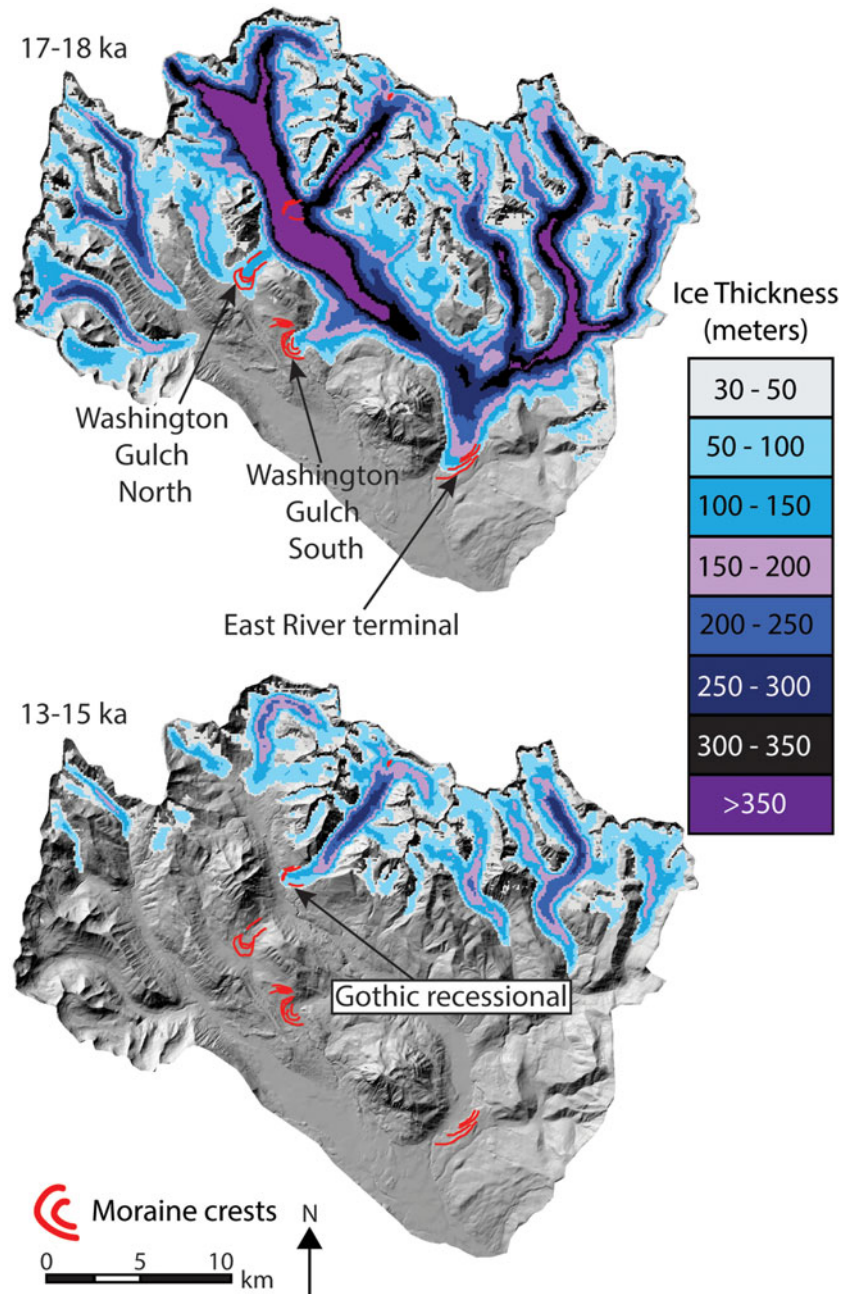 17-18 ka
Washington
Gulch
North
Washington
Gulch
South
East River terminal
Ice Thickness
(meters)
30 - 50
50 - 100
100 - 150
150 - 200
200 - 250
250 - 300
300 - 350
>350
13-15 ka
Gothic recessional
Moraine crests
N
0 5 10
km